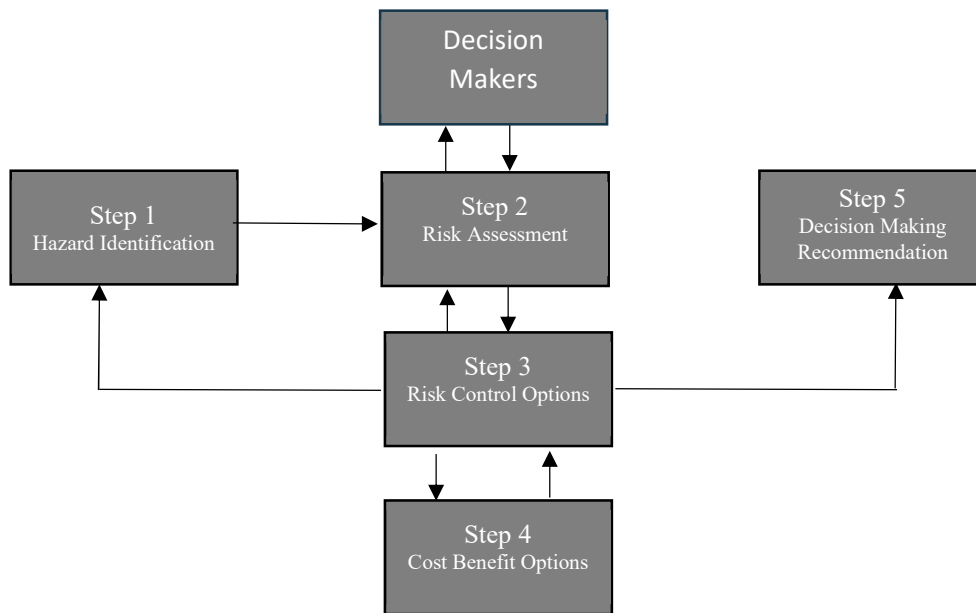 Decision
Makers
Step 1
Hazard Identification
Step 2
Risk Assessment
Step 5
Decision Making
Recommendation
Step 3
Risk Control Options
Step 4
Cost Benefit Options